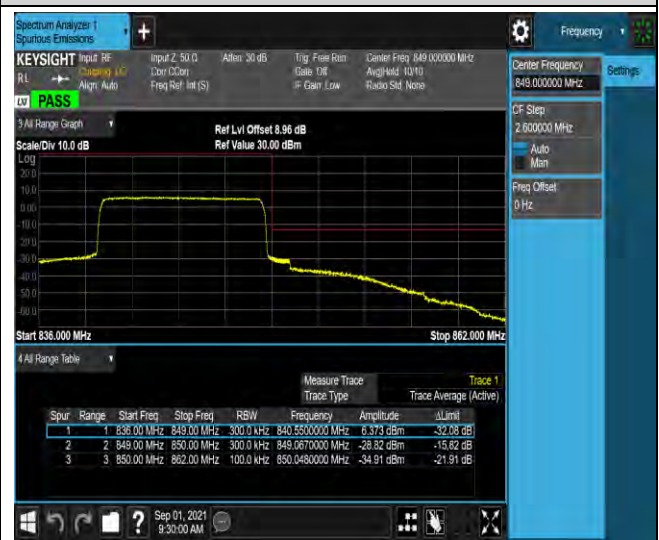 Spectrum Analyzer 1
Spurious Emissions
Frequency
KEYSIGHT Input: RF
RL
Align: Auto
Input Z: 50 Ω
Corr CCorr
Freq Ref: Int (S)
Atten: 30 dB
Trig: Free Run
Gate: Off
IF Gain: Low
Center Freq: 849.000000 MHz
Avg|Hold: 10/10
Radio Std: None
LV PASS
Center Frequency
849.000000 MHz
Settings
CF Step
2.600000 MHz
Auto
Man
Freq Offset
0 Hz
3 All Range Graph
Scale/Div 10.0 dB
Ref Lvl Offset 8.96 dB
Ref Value 30.00 dBm
Log
20.0
10.0
0.00
-10.0
-20.0
-30.0
-40.0
-50.0
-60.0
Start 836.000 MHz
Stop 862.000 MHz
4 All Range Table
Measure Trace Trace 1
Trace Type Trace Average (Active)
Spur Range Start Freq Stop Freq RBW Frequency Amplitude ΔLimit
1 1 836.00 MHz 849.00 MHz 300.0 kHz 840.5500000 MHz 6.373 dBm -32.08 dB
2 2 849.00 MHz 850.00 MHz 300.0 kHz 849.0670000 MHz -28.82 dBm -15.82 dB
3 3 850.00 MHz 862.00 MHz 100.0 kHz 850.0480000 MHz -34.91 dBm -21.91 dB
Sep 01, 2021
9:30:00 AM